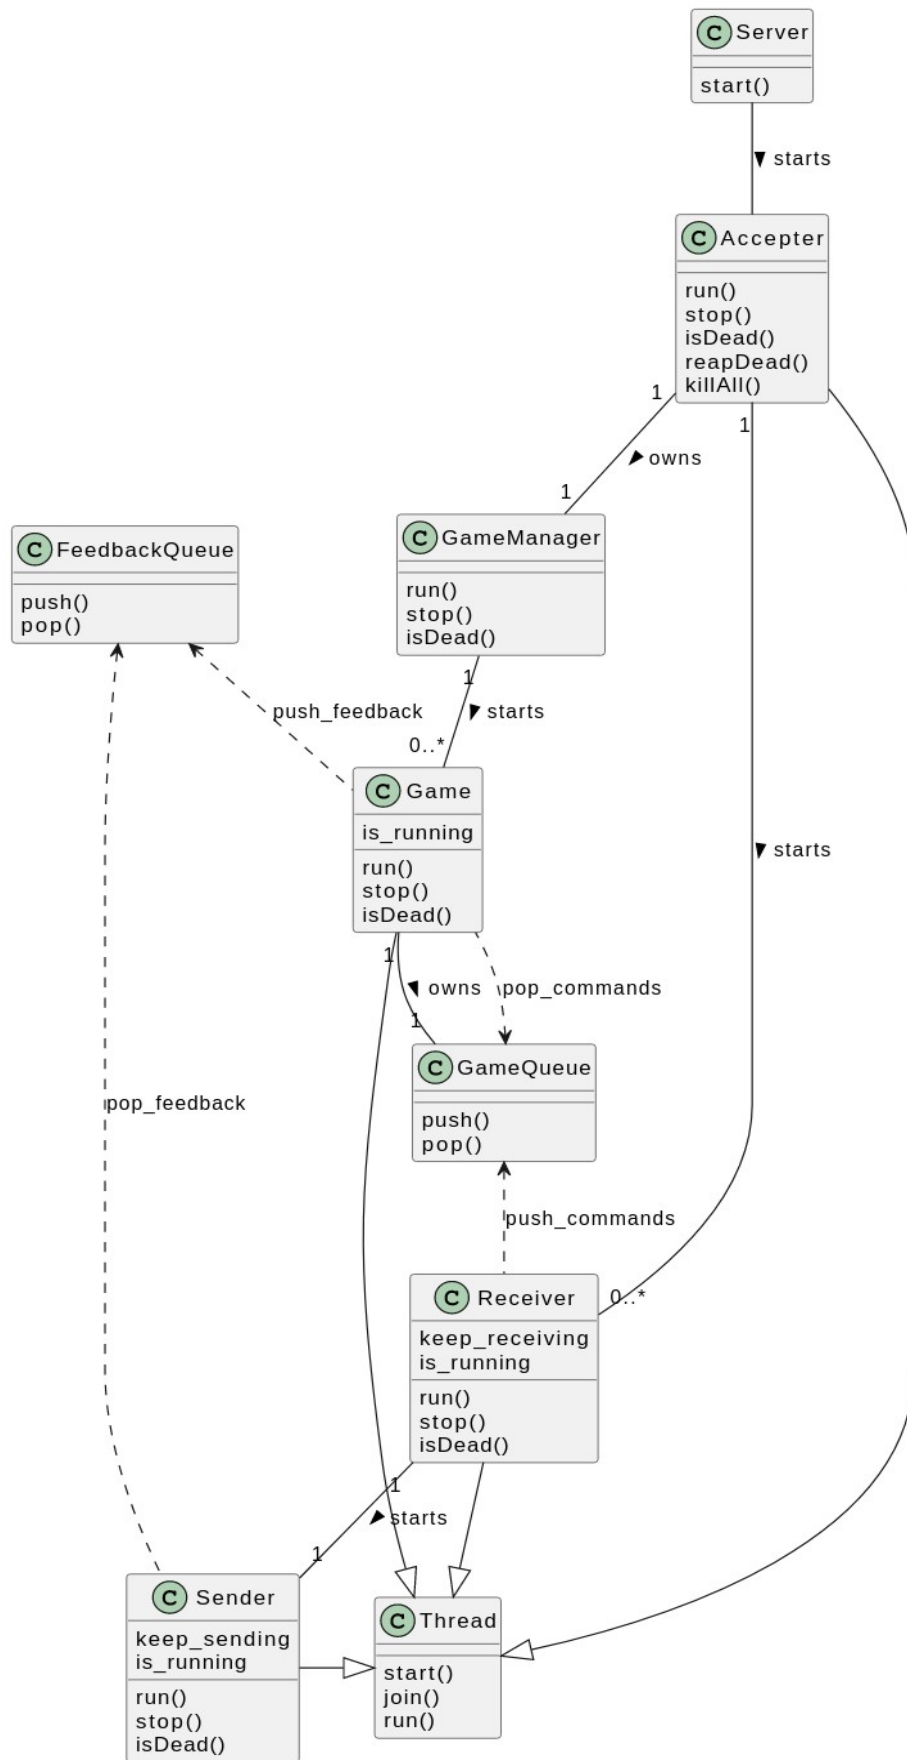 C Server
start()
starts
C Accepter
run()
stop()
isDead()
reapDead()
killAll()
1
1
owns
1
C GameManager
run()
stop()
isDead()
C FeedbackQueue
push()
pop()
1
push_feedback
starts
0..*
C Game
is_running
run()
stop()
isDead()
starts
1
owns
pop_commands
1
C GameQueue
push()
pop()
pop_feedback
push_commands
C Receiver
keep_receiving
is_running
run()
stop()
isDead()
0..*
1
starts
1
C Sender
keep_sending
is_running
run()
stop()
isDead()
C Thread
start()
join()
run()